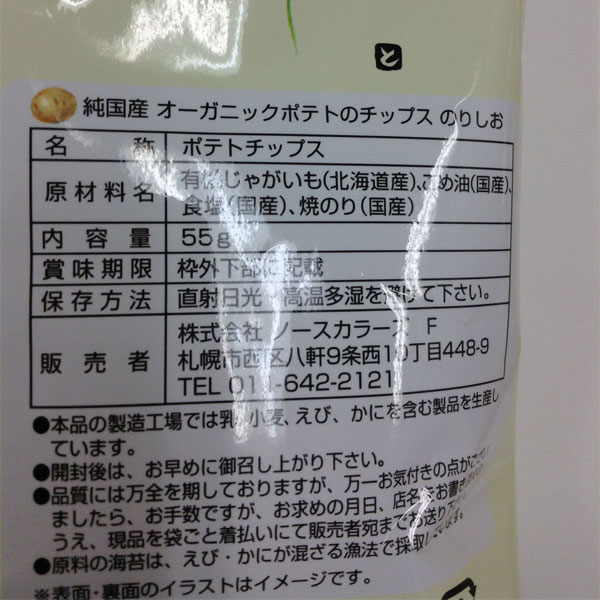 と
純国産 オーガニックポテトのチップス のりしお
名称 ポテトチップス
原材料名 有機じゃがいも(北海道産)、こめ油(国産)、
食塩(国産)、焼のり(国産)
内容量 55g
賞味期限 枠外下部に記載
保存方法 直射日光・高温多湿を避けて下さい。
販売者 株式会社 ノースカラーズ F
札幌市西区八軒9条西10丁目448-9
TEL 011-642-2121
●本品の製造工場では乳、小麦、えび、かにを含む製品を生産し
ています。
●開封後は、お早めに御召し上がり下さい。
●品質には万全を期しておりますが、万一お気付きの点がござい
ましたら、お手数ですが、お求めの月日、店名をお書き
うえ、現品を袋ごと着払いにて販売者宛までお送り下さい。
●原料の海苔は、えび・かにが混ざる漁法で採取しています。
※表面・裏面のイラストはイメージです。